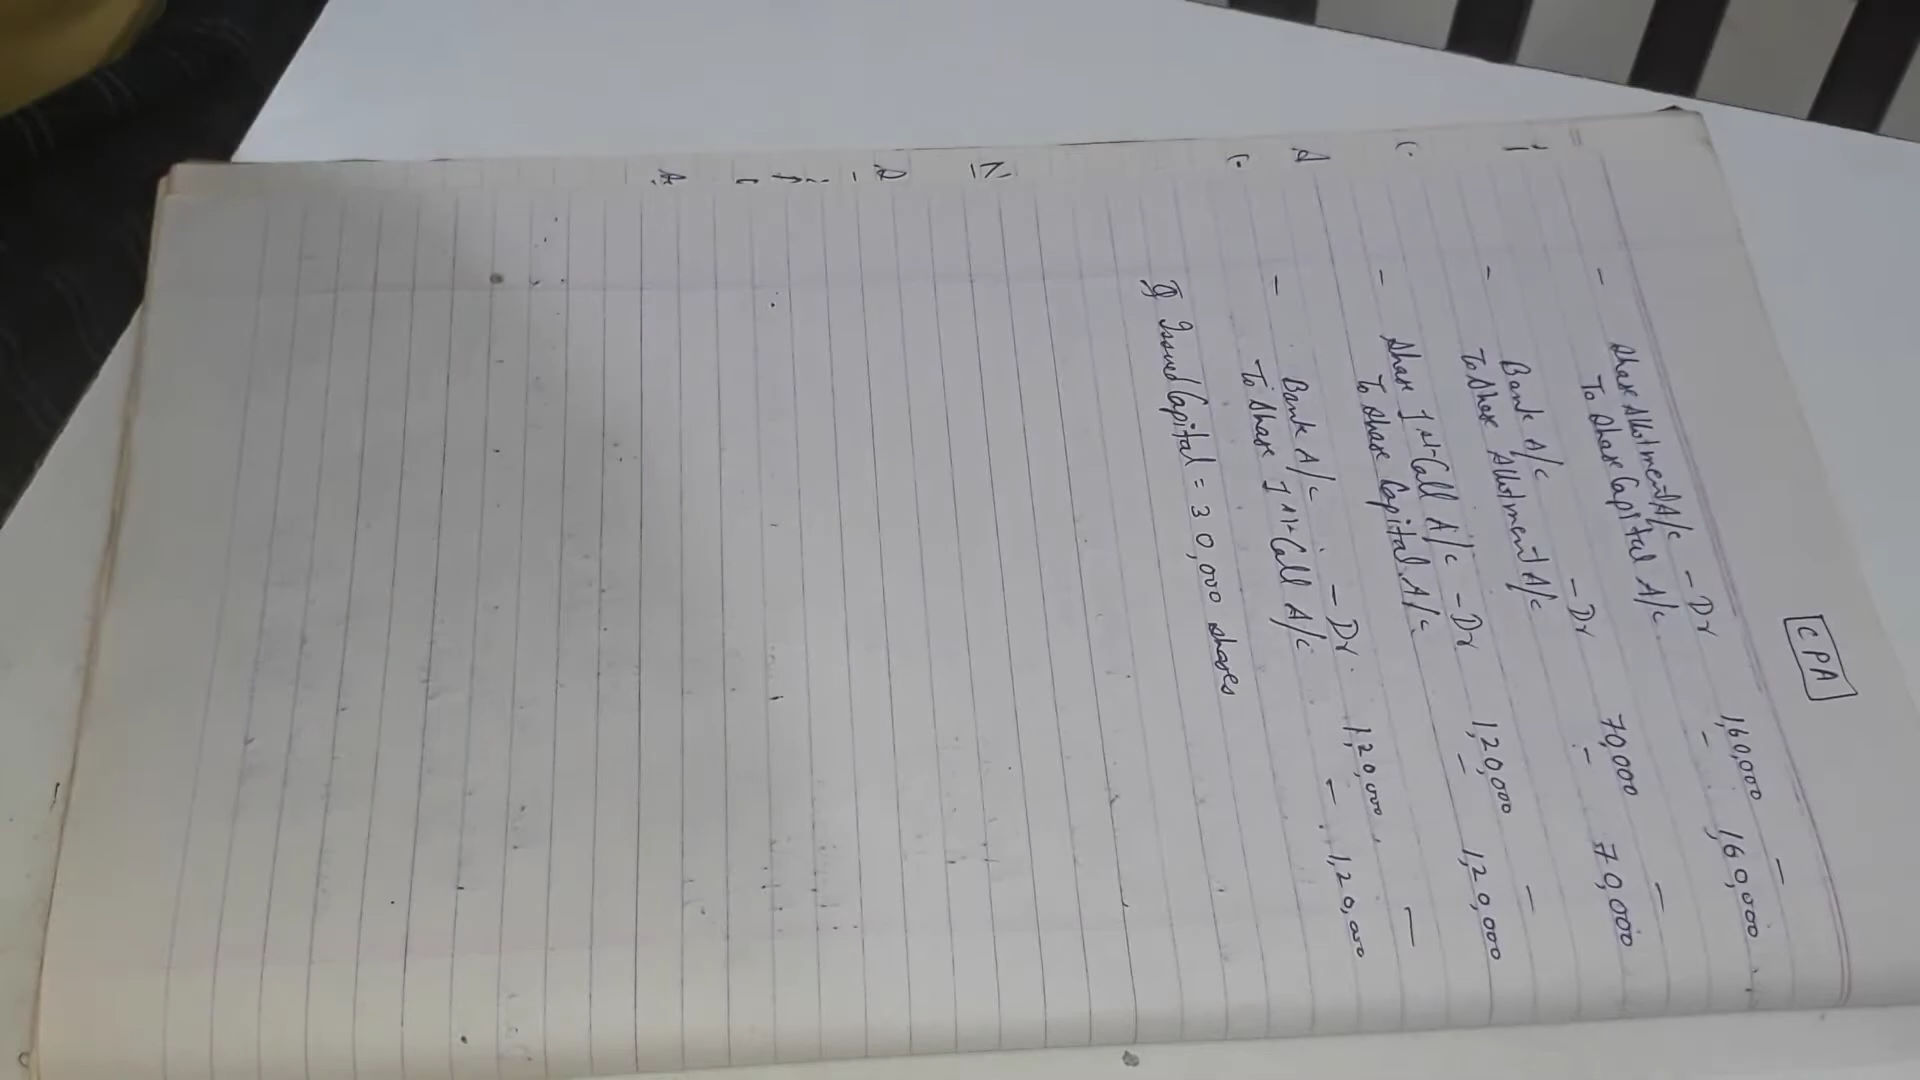 CPA
- Share Allotment A/c - Dr 1,60,000 -
To Share Capital A/c. - 1,60,000
- Bank A/c - Dr 70,000 -
To Share Allotment A/c - 70,000
- Share 1st Call A/c - Dr 1,20,000 -
To Share Capital A/c - 1,20,000
- Bank A/c - Dr. 1,20,000 -
To Share 1st Call A/c - 1,20,000
Issued Capital = 30,000 shares